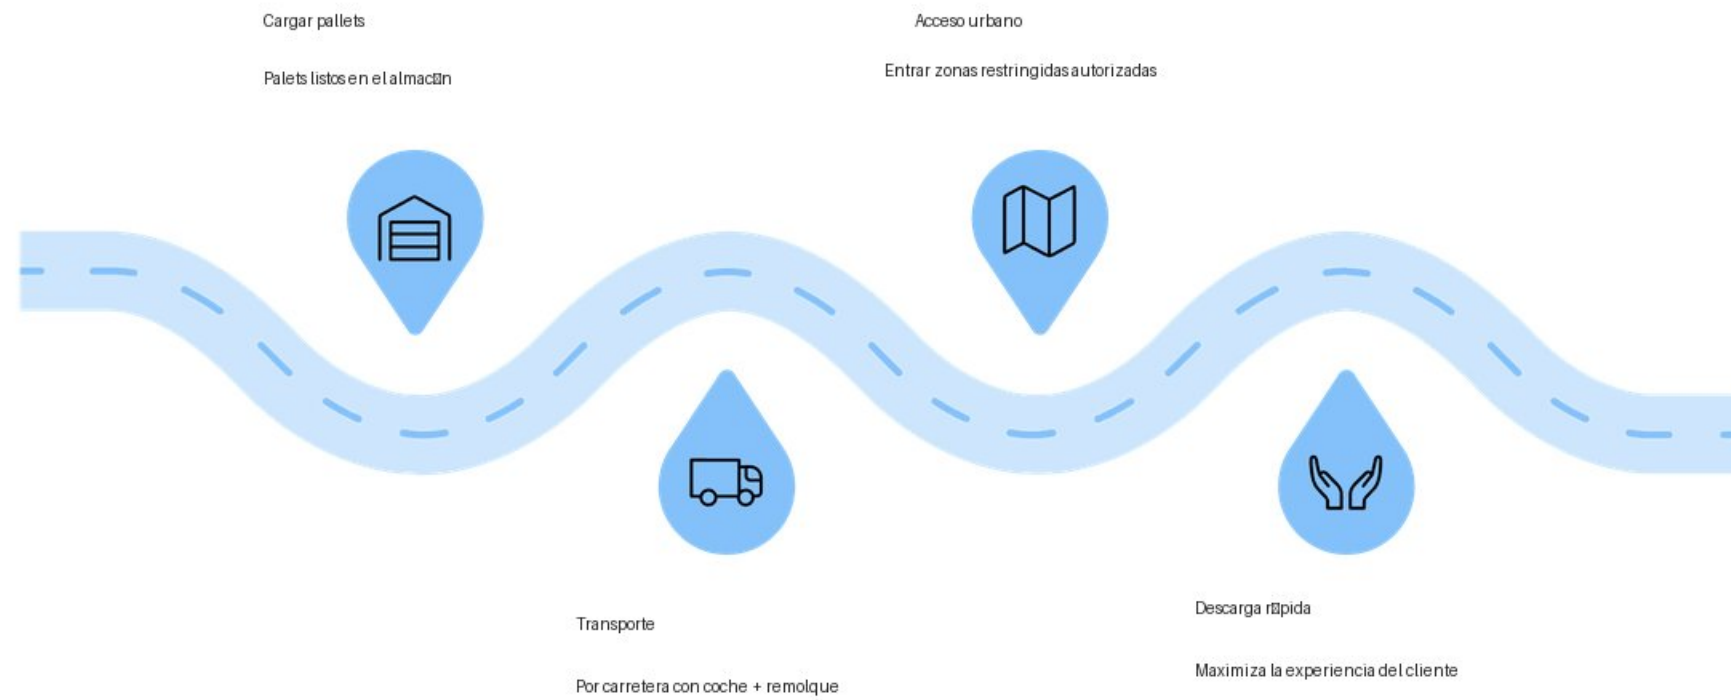 Cargar pallets
Palets listos en el almac▯n
Transporte
Por carretera con coche + remolque
Acceso urbano
Entrar zonas restringidas autorizadas
Descarga r▯pida
Maximiza la experiencia del cliente